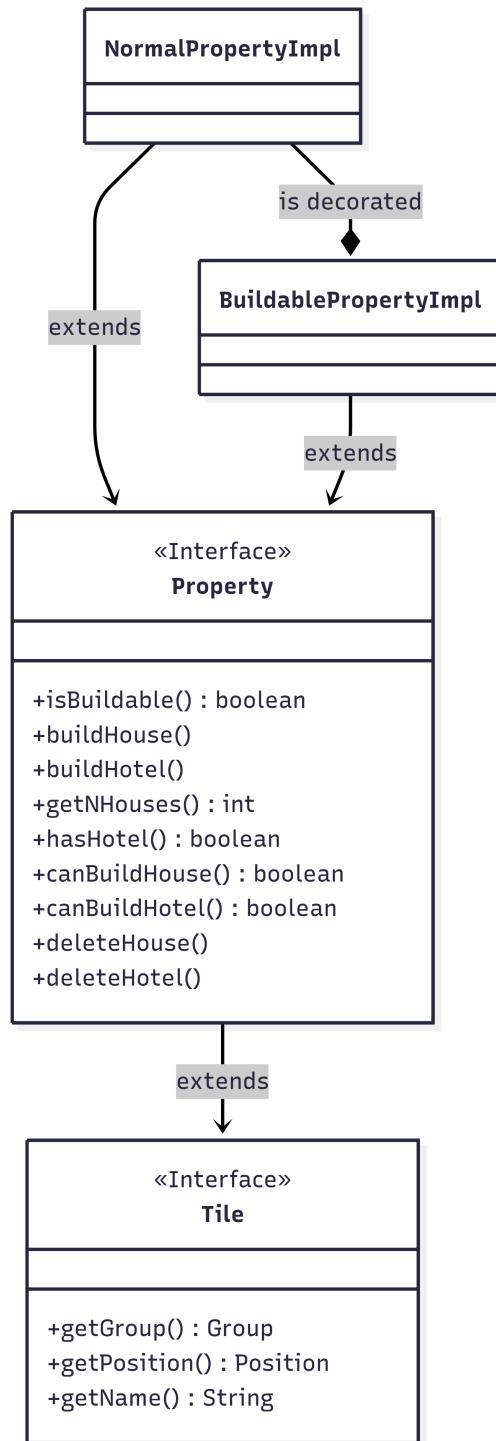 NormalPropertyImpl
is decorated
BuildablePropertyImpl
extends
extends
«Interface»
Property
+isBuildable() : boolean
+buildHouse()
+buildHotel()
+getNHouses() : int
+hasHotel() : boolean
+canBuildHouse() : boolean
+canBuildHotel() : boolean
+deleteHouse()
+deleteHotel()
extends
«Interface»
Tile
+getGroup() : Group
+getPosition() : Position
+getName() : String